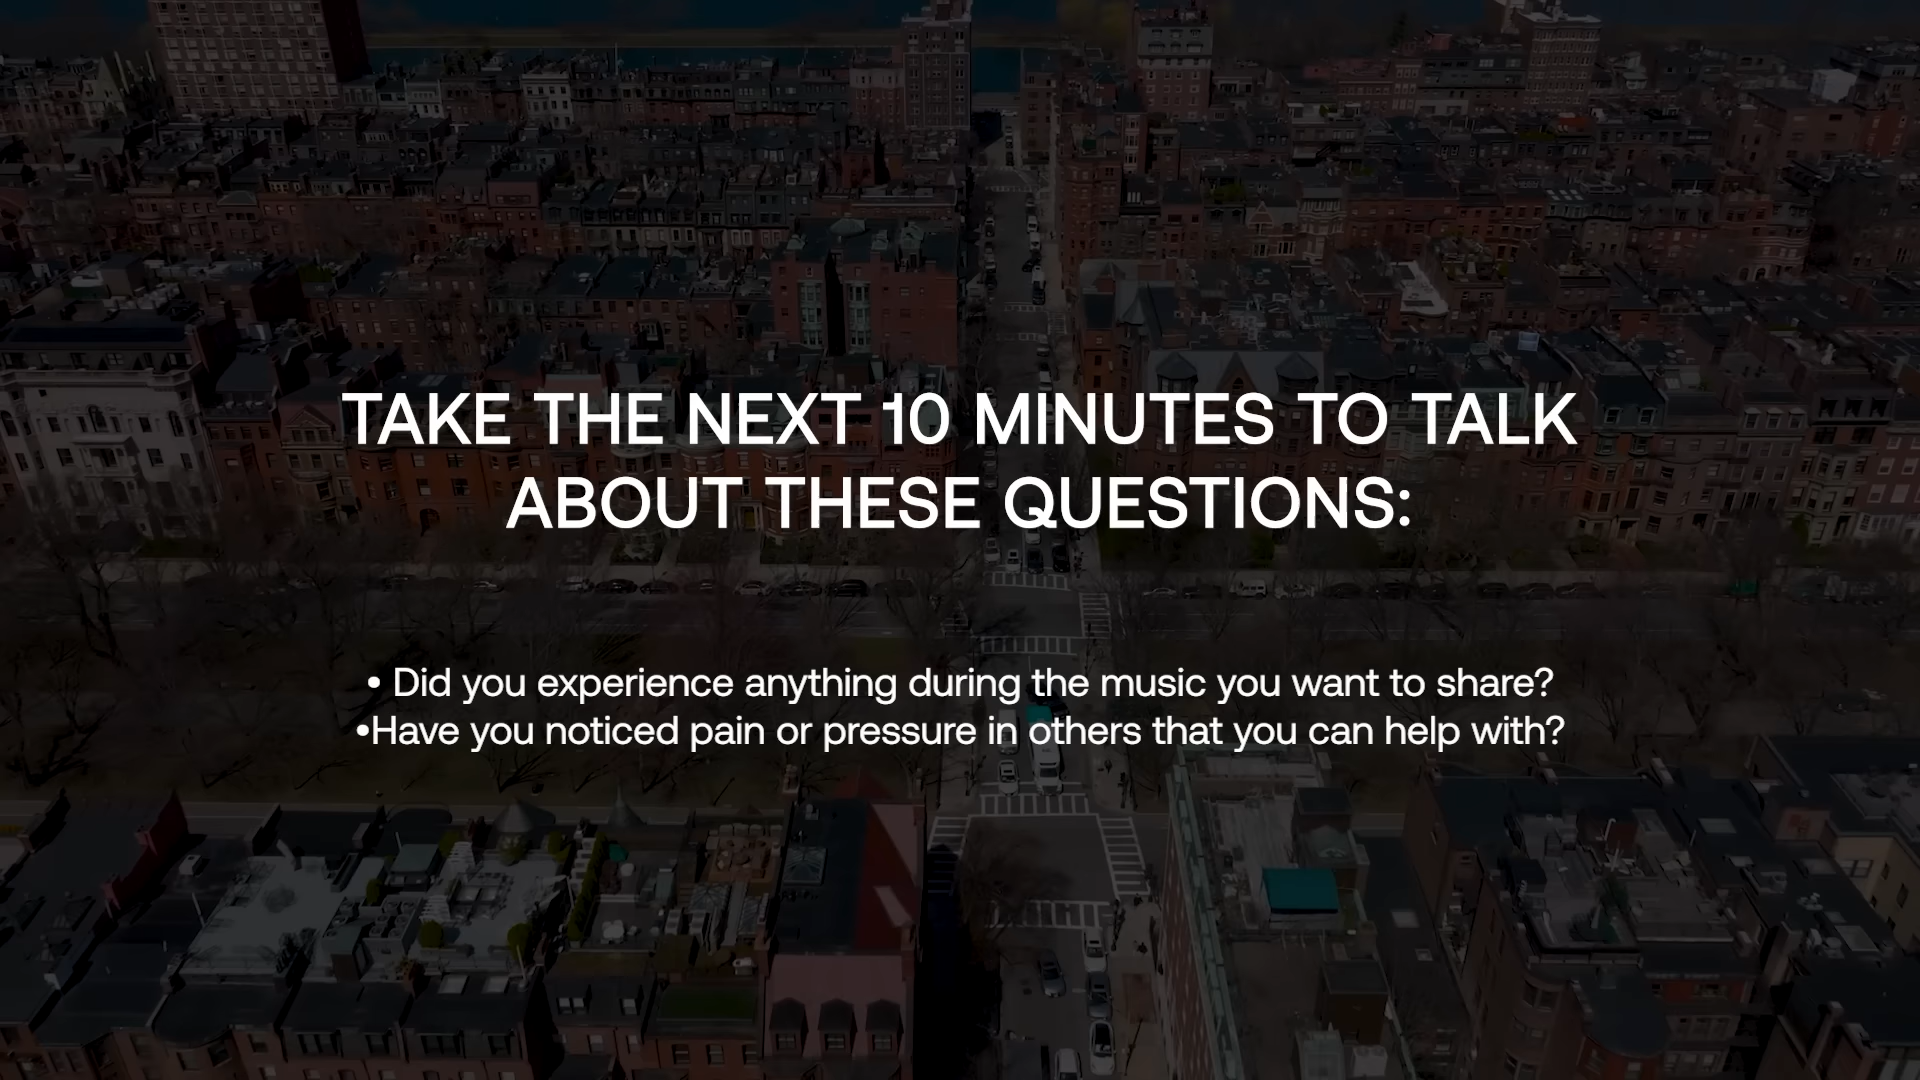 TAKE THE NEXT 10 MINUTES TO TALK
ABOUT THESE QUESTIONS:
• Did you experience anything during the music you want to share?
•Have you noticed pain or pressure in others that you can help with?